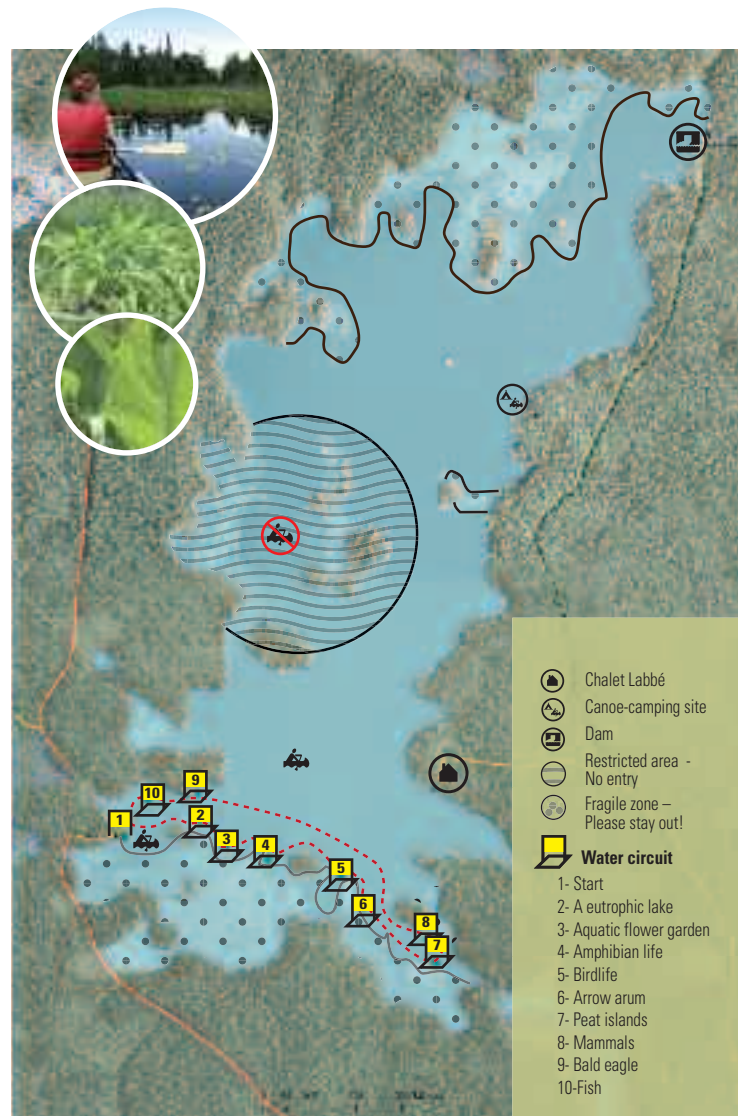 10
9
1
2
3
4
5
6
8
7
Chalet Labbé
Canoe-camping site
Dam
Restricted area -
No entry
Fragile zone –
Please stay out!
Water circuit
1- Start
2- A eutrophic lake
3- Aquatic flower garden
4- Amphibian life
5- Birdlife
6- Arrow arum
7- Peat islands
8- Mammals
9- Bald eagle
10-Fish